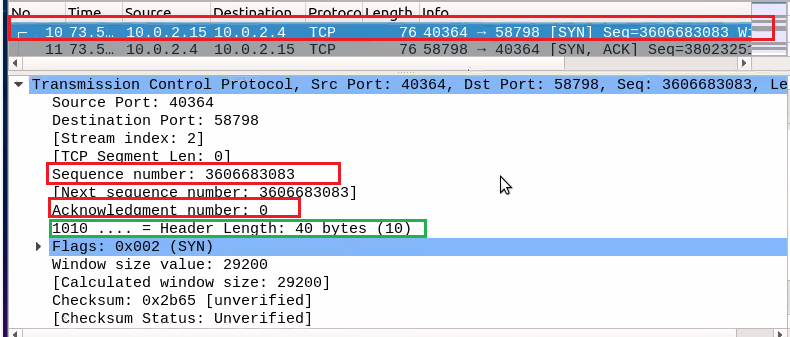 No. Time Source Destination Protoco Length Info
10 73.5… 10.0.2.15 10.0.2.4 TCP 76 40364 → 58798 [SYN] Seq=3606683083 Wi
11 73.5… 10.0.2.4 10.0.2.15 TCP 76 58798 → 40364 [SYN, ACK] Seq=38023251
Transmission Control Protocol, Src Port: 40364, Dst Port: 58798, Seq: 3606683083, Le
Source Port: 40364
Destination Port: 58798
[Stream index: 2]
[TCP Segment Len: 0]
Sequence number: 3606683083
[Next sequence number: 3606683083]
Acknowledgment number: 0
1010 .... = Header Length: 40 bytes (10)
Flags: 0x002 (SYN)
Window size value: 29200
[Calculated window size: 29200]
Checksum: 0x2b65 [unverified]
[Checksum Status: Unverified]